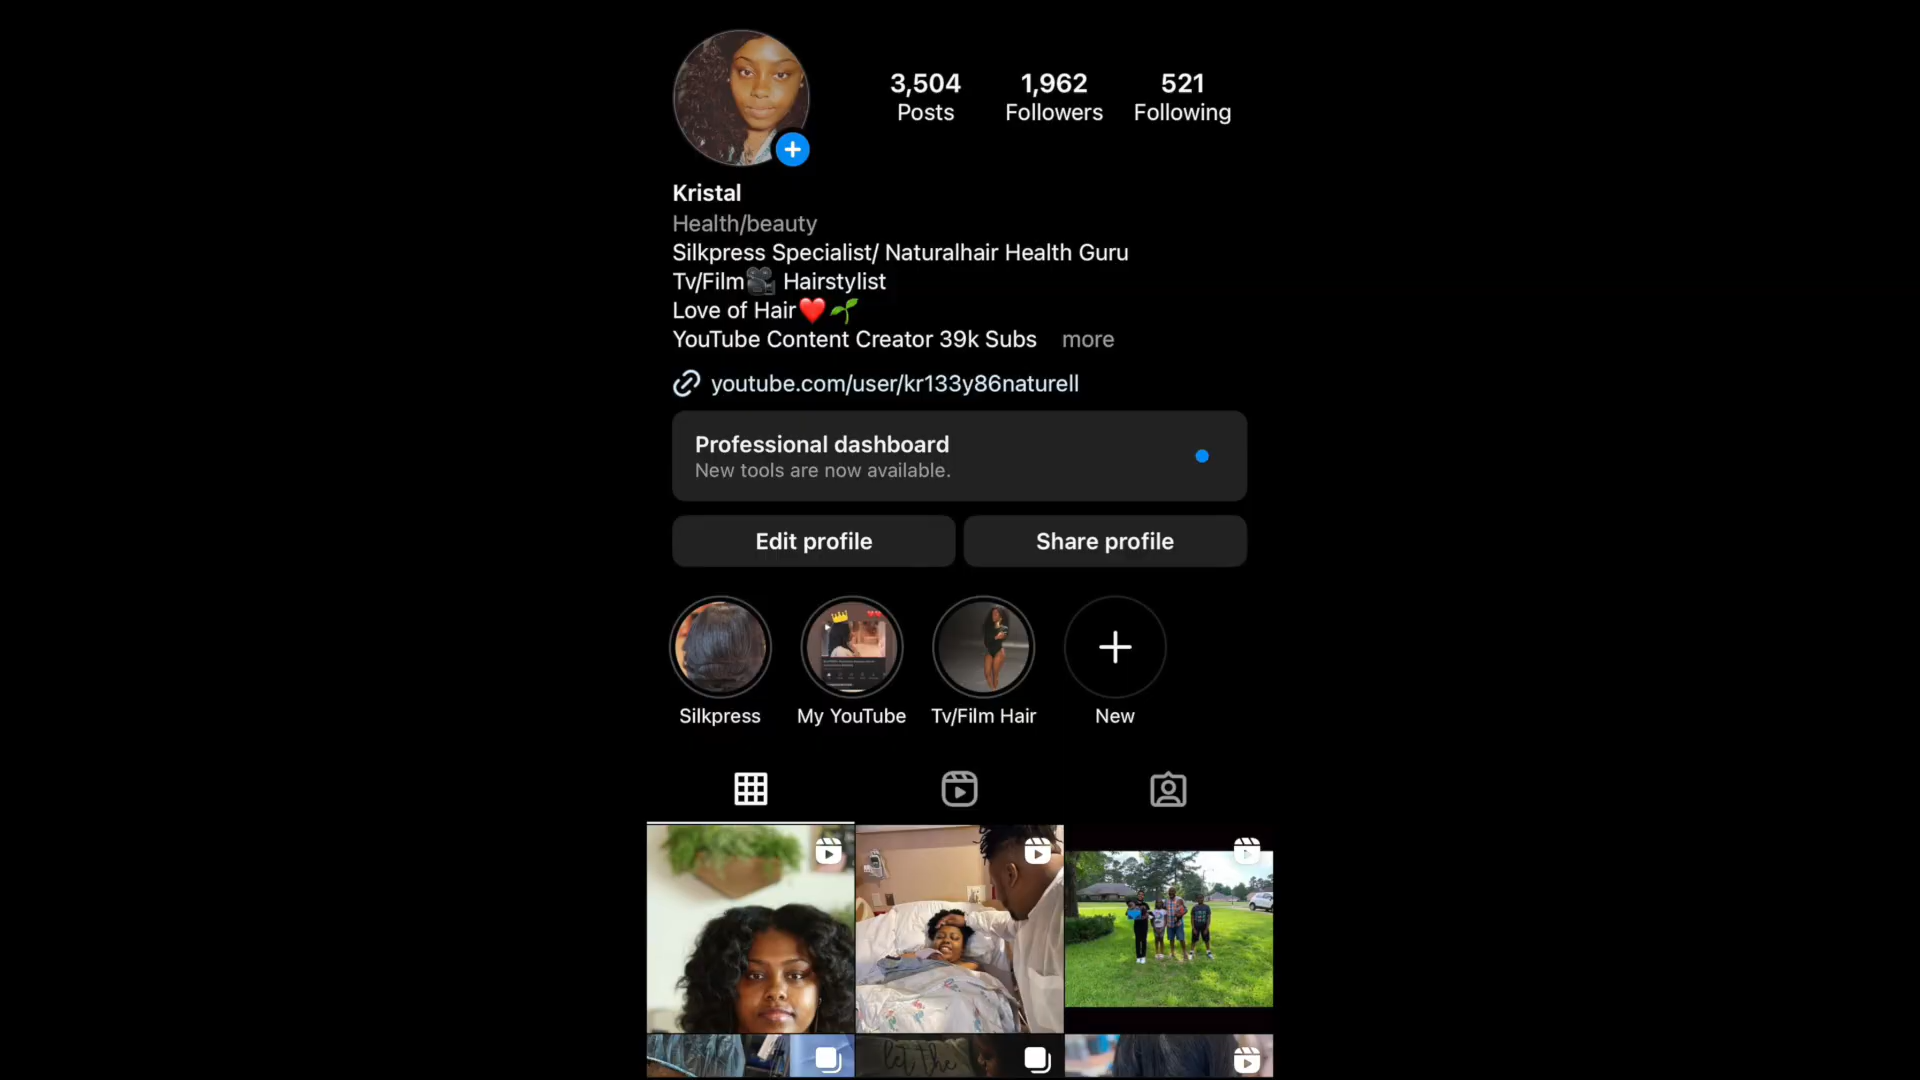 3,504
Posts
1,962
Followers
521
Following
Kristal
Health/beauty
Silkpress Specialist/ Naturalhair Health Guru
Tv/Film🎥 Hairstylist
Love of Hair❤️🌱
YouTube Content Creator 39k Subs more
youtube.com/user/kr133y86naturell
Professional dashboard
New tools are now available.
Edit profile
Share profile
Silkpress
My YouTube
Tv/Film Hair
New
let the